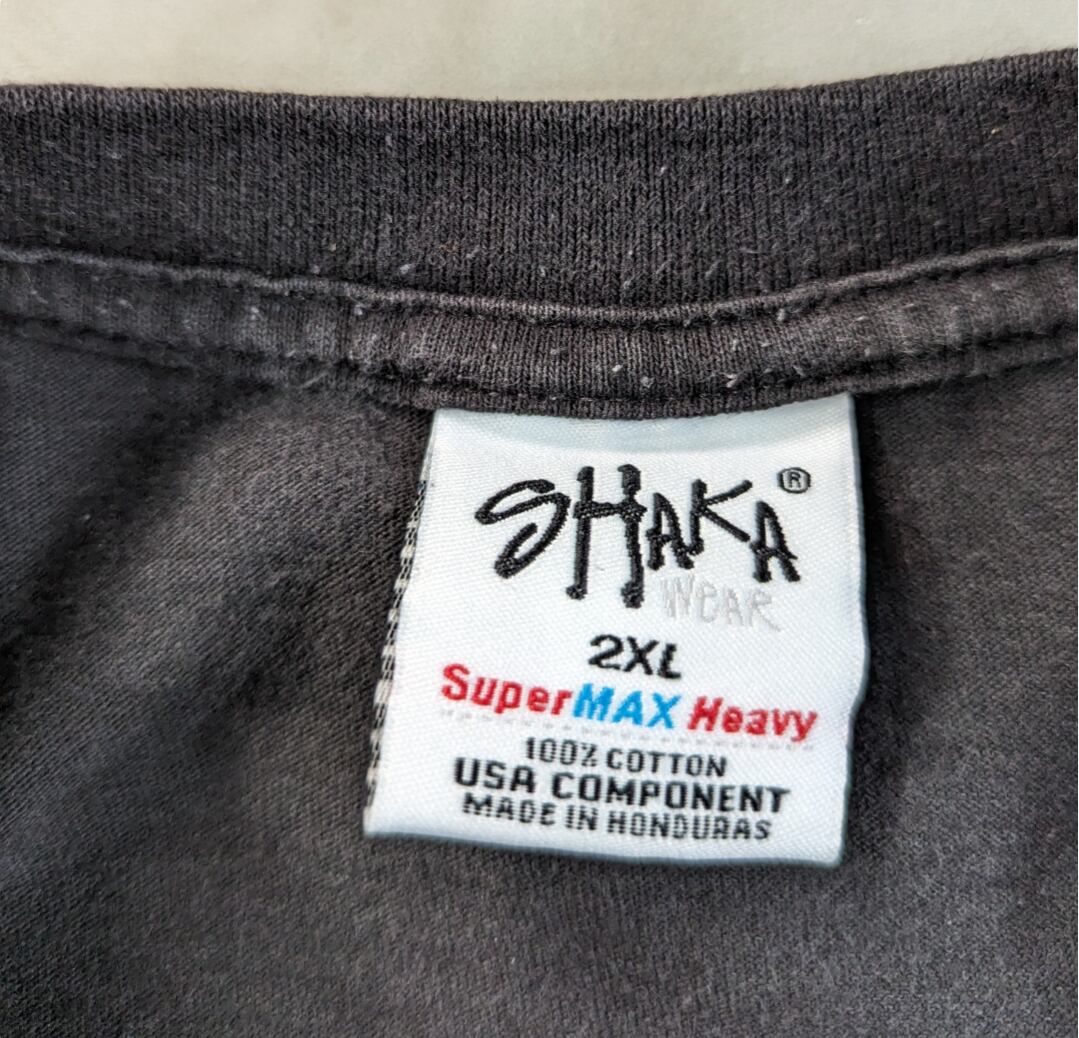 SHAKA ®
WEAR
2XL
SuperMAX Heavy
100% COTTON
USA COMPONENT
MADE IN HONDURAS